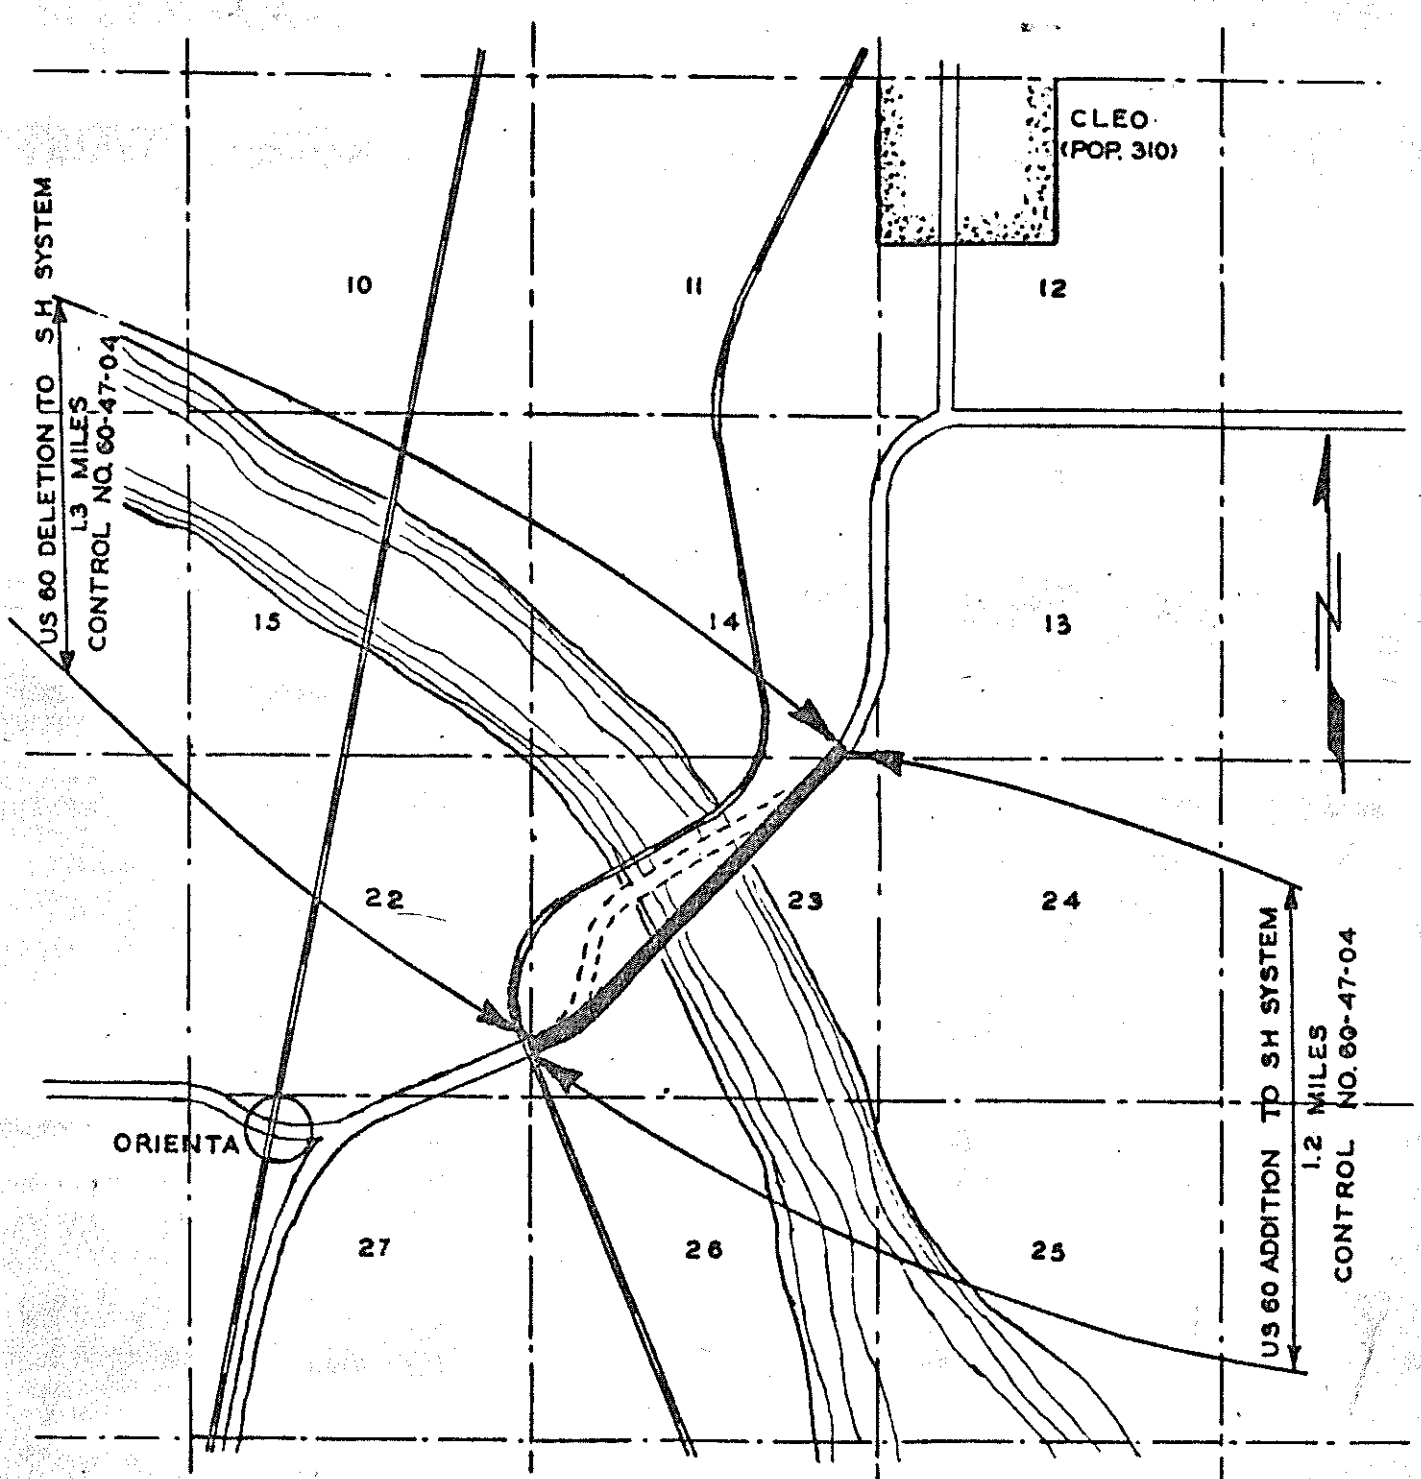 CLEO
(POP. 310)
US 60 DELETION TO S H SYSTEM
1.3 MILES
CONTROL NO. 60-47-04
10
11
12
15
14
13
22
23
24
ORIENTA
27
26
25
US 60 ADDITION TO SH SYSTEM
1.2 MILES
CONTROL NO. 60-47-04